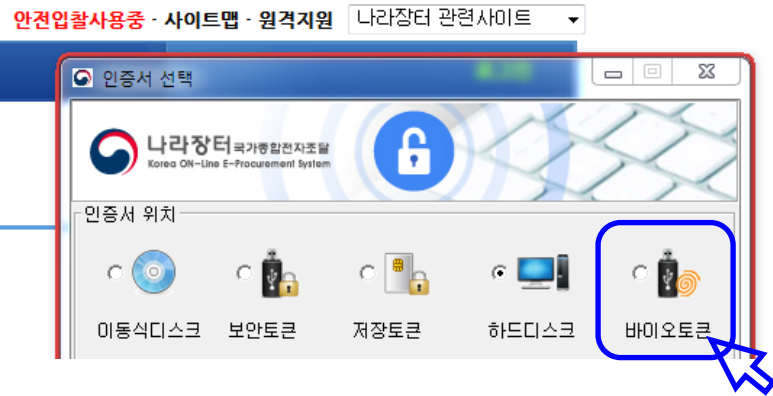 안전입찰사용중 · 사이트맵 · 원격지원 나라장터 관련사이트
인증서 선택
나라장터 국가종합전자조달
Korea ON-Line E-Procurement System
인증서 위치
이동식디스크 보안토큰 저장토큰 하드디스크 바이오토큰